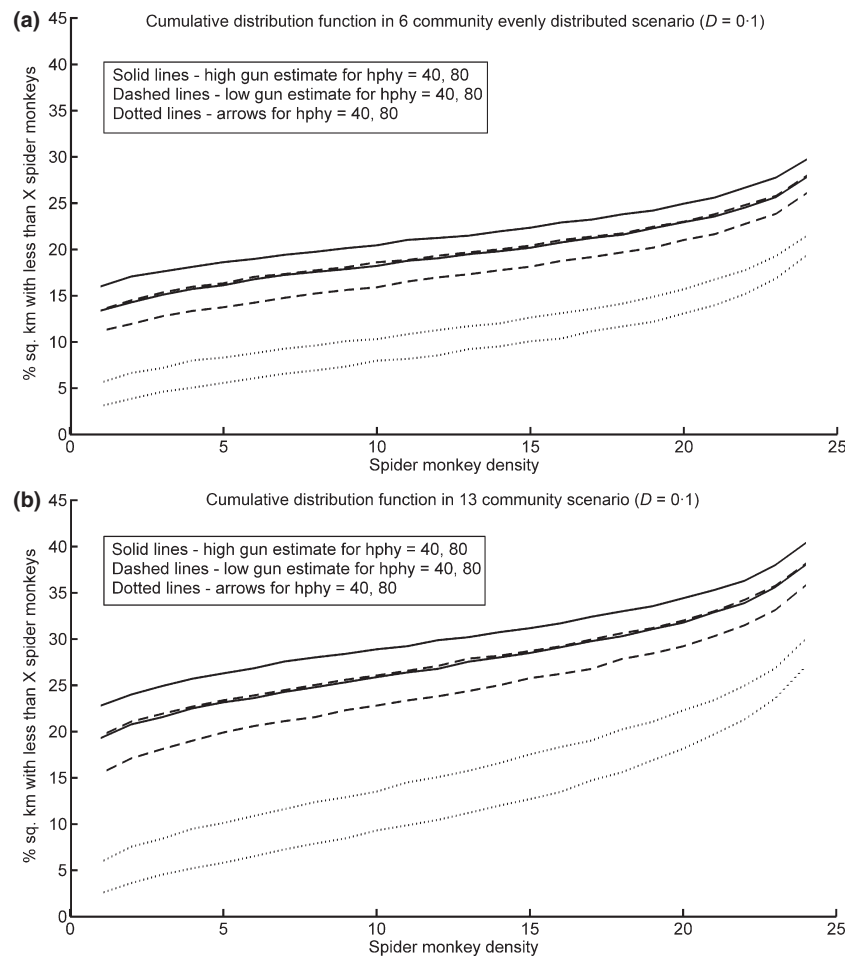 (a)
Cumulative distribution function in 6 community evenly distributed scenario (D = 0·1)
45
40
35
30
25
20
15
10
5
0
% sq. km with less than X spider monkeys
Solid lines - high gun estimate for hphy = 40, 80
Dashed lines - low gun estimate for hphy = 40, 80
Dotted lines - arrows for hphy = 40, 80
0 5 10 15 20 25
Spider monkey density
(b)
Cumulative distribution function in 13 community scenario (D = 0·1)
45
40
35
30
25
20
15
10
5
0
% sq. km with less than X spider monkeys
Solid lines - high gun estimate for hphy = 40, 80
Dashed lines - low gun estimate for hphy = 40, 80
Dotted lines - arrows for hphy = 40, 80
0 5 10 15 20 25
Spider monkey density